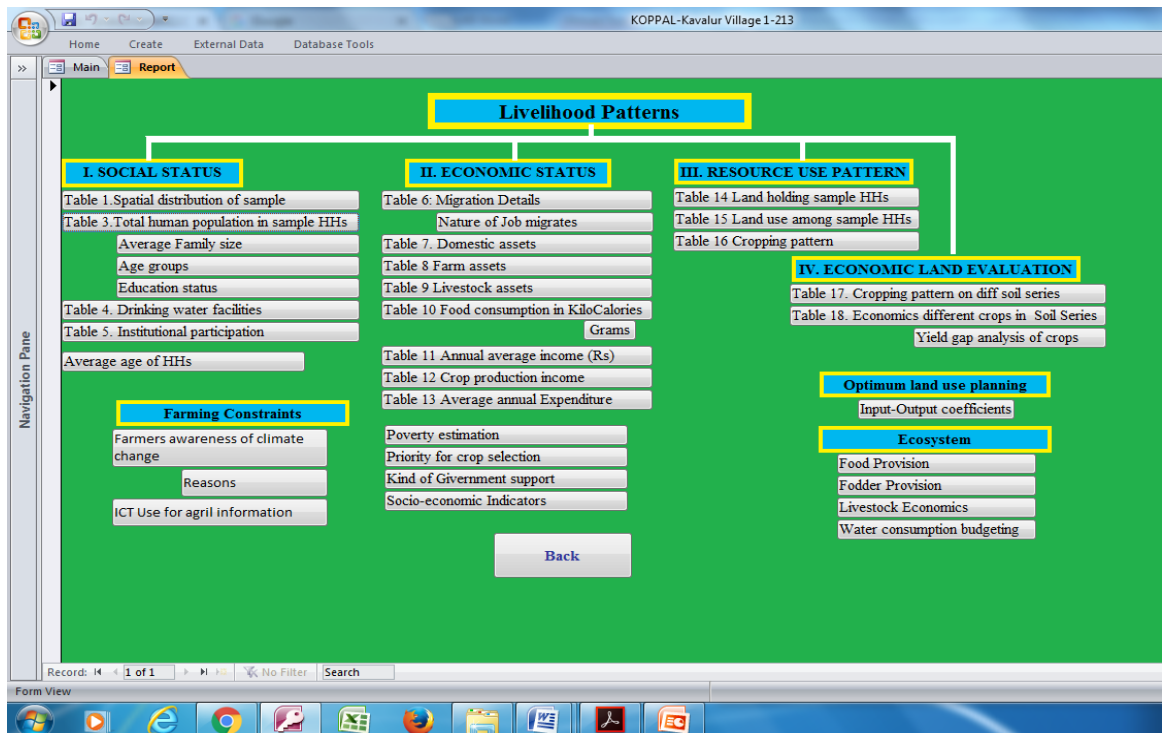 KOPPAL-Kavalur Village 1-213
Home Create External Data Database Tools
Main Report
Livelihood Patterns
I. SOCIAL STATUS
Table 1.Spatial distribution of sample
Table 3.Total human population in sample HHs
Average Family size
Age groups
Education status
Table 4. Drinking water facilities
Table 5. Institutional participation
Average age of HHs
Farming Constraints
Farmers awareness of climate
change
Reasons
ICT Use for agril information
II. ECONOMIC STATUS
Table 6: Migration Details
Nature of Job migrates
Table 7. Domestic assets
Table 8 Farm assets
Table 9 Livestock assets
Table 10 Food consumption in KiloCalories
Grams
Table 11 Annual average income (Rs)
Table 12 Crop production income
Table 13 Average annual Expenditure
Poverty estimation
Priority for crop selection
Kind of Givernment support
Socio-economic Indicators
Back
III. RESOURCE USE PATTERN
Table 14 Land holding sample HHs
Table 15 Land use among sample HHs
Table 16 Cropping pattern
IV. ECONOMIC LAND EVALUATION
Table 17. Cropping pattern on diff soil series
Table 18. Economics different crops in Soil Series
Yield gap analysis of crops
Optimum land use planning
Input-Output coefficients
Ecosystem
Food Provision
Fodder Provision
Livestock Economics
Water consumption budgeting
Navigation Pane
Record: 1 of 1 No Filter Search
Form View